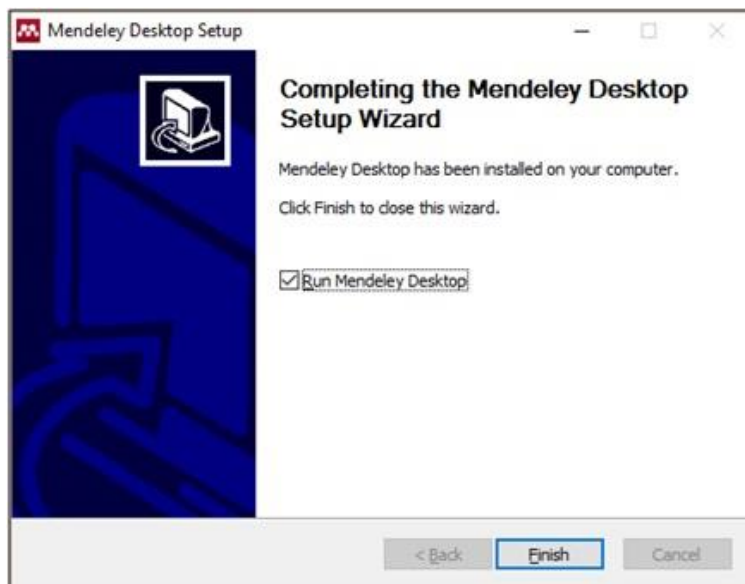 Mendeley Desktop Setup
Completing the Mendeley Desktop
Setup Wizard
Mendeley Desktop has been installed on your computer.
Click Finish to close this wizard.
Run Mendeley Desktop
< Back
Finish
Cancel